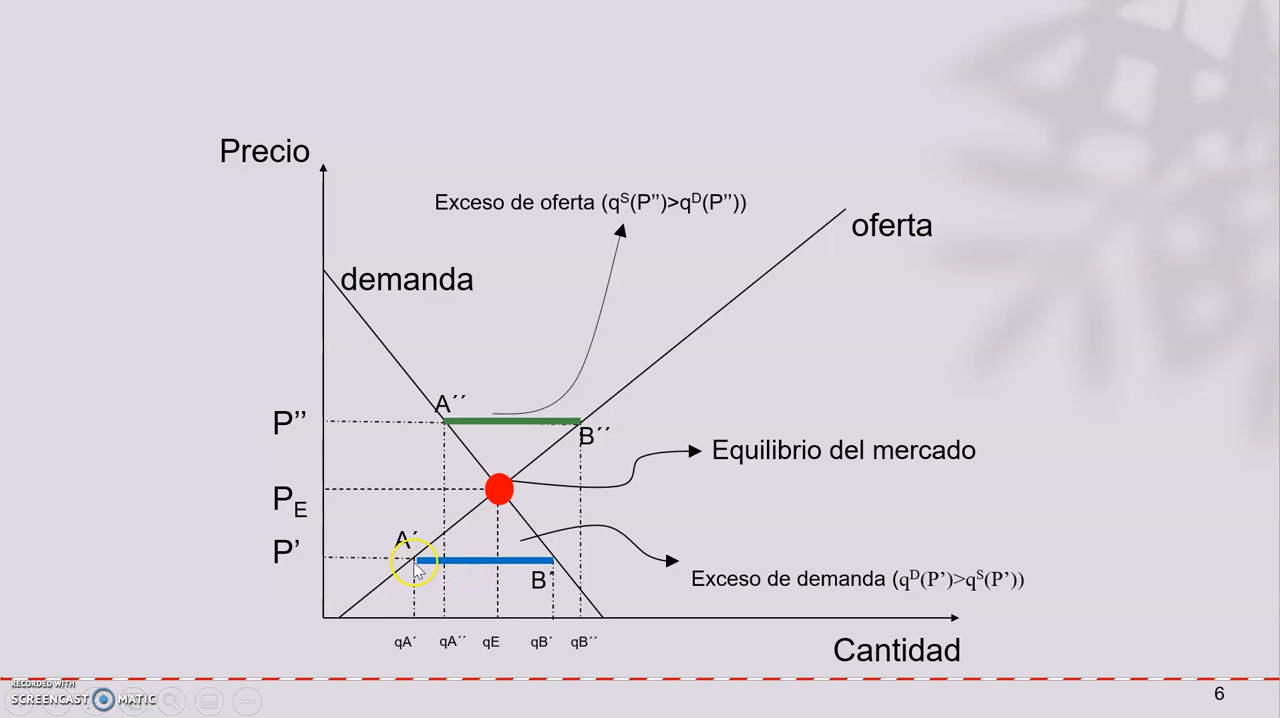 Precio
Exceso de oferta (qS(P”)>qD(P”))
oferta
demanda
A´´
P”
B´´
Equilibrio del mercado
PE
A´
P’
B´
Exceso de demanda (qD(P’)>qS(P’))
qA´ qA´´ qE qB´ qB´´
Cantidad
RECORDED WITH
SCREENCAST MATIC
6